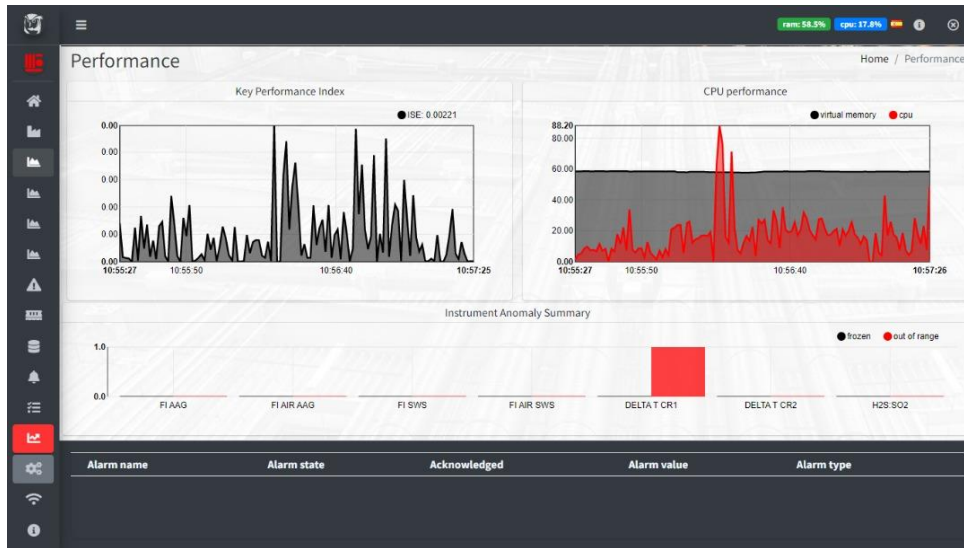 ram: 58.5% cpu: 17.8%
Performance
Home / Performance
Key Performance Index
ISE: 0.00221
0.00
0.00
0.00
0.00
0.00
0.00
10:55:27 10:55:50 10:56:40 10:57:25
CPU performance
virtual memory cpu
88.20
80.00
60.00
40.00
20.00
0.00
10:55:27 10:55:50 10:56:40 10:57:26
Instrument Anomaly Summary
frozen out of range
1.0
0.0
FI AAG FI AIR AAG FI SWS FI AIR SWS DELTA T CR1 DELTA T CR2 H2S:SO2
Alarm name Alarm state Acknowledged Alarm value Alarm type